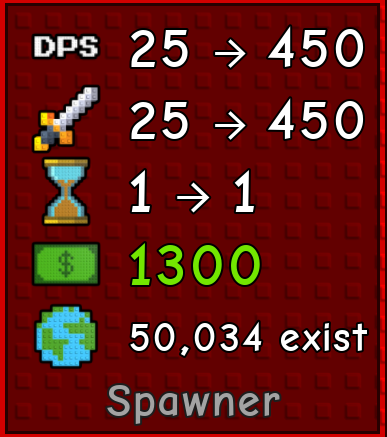 DPS 25 → 450
25 → 450
1 → 1
$ 1300
50,034 exist
Spawner